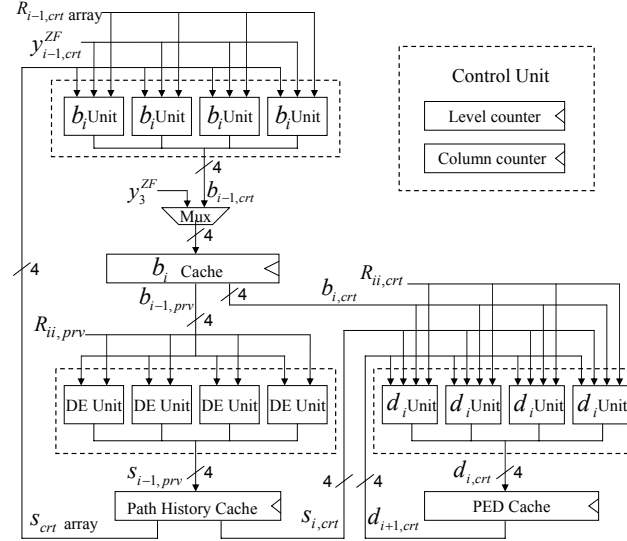 R_{i-1,crt} array
y_{i-1,crt}^{ZF}
b_i Unit b_i Unit b_i Unit b_i Unit
Control Unit
Level counter
Column counter
4
y_3^{ZF} b_{i-1,crt}
Mux
4
4
b_i Cache
b_{i-1,prv} 4 b_{i,crt} R_{ii,crt}
4
R_{ii,prv}
DE Unit DE Unit DE Unit DE Unit
d_i Unit d_i Unit d_i Unit d_i Unit
s_{i-1,prv} 4 4 4 d_{i,crt} 4
s_{crt} array Path History Cache s_{i,crt} d_{i+1,crt} PED Cache